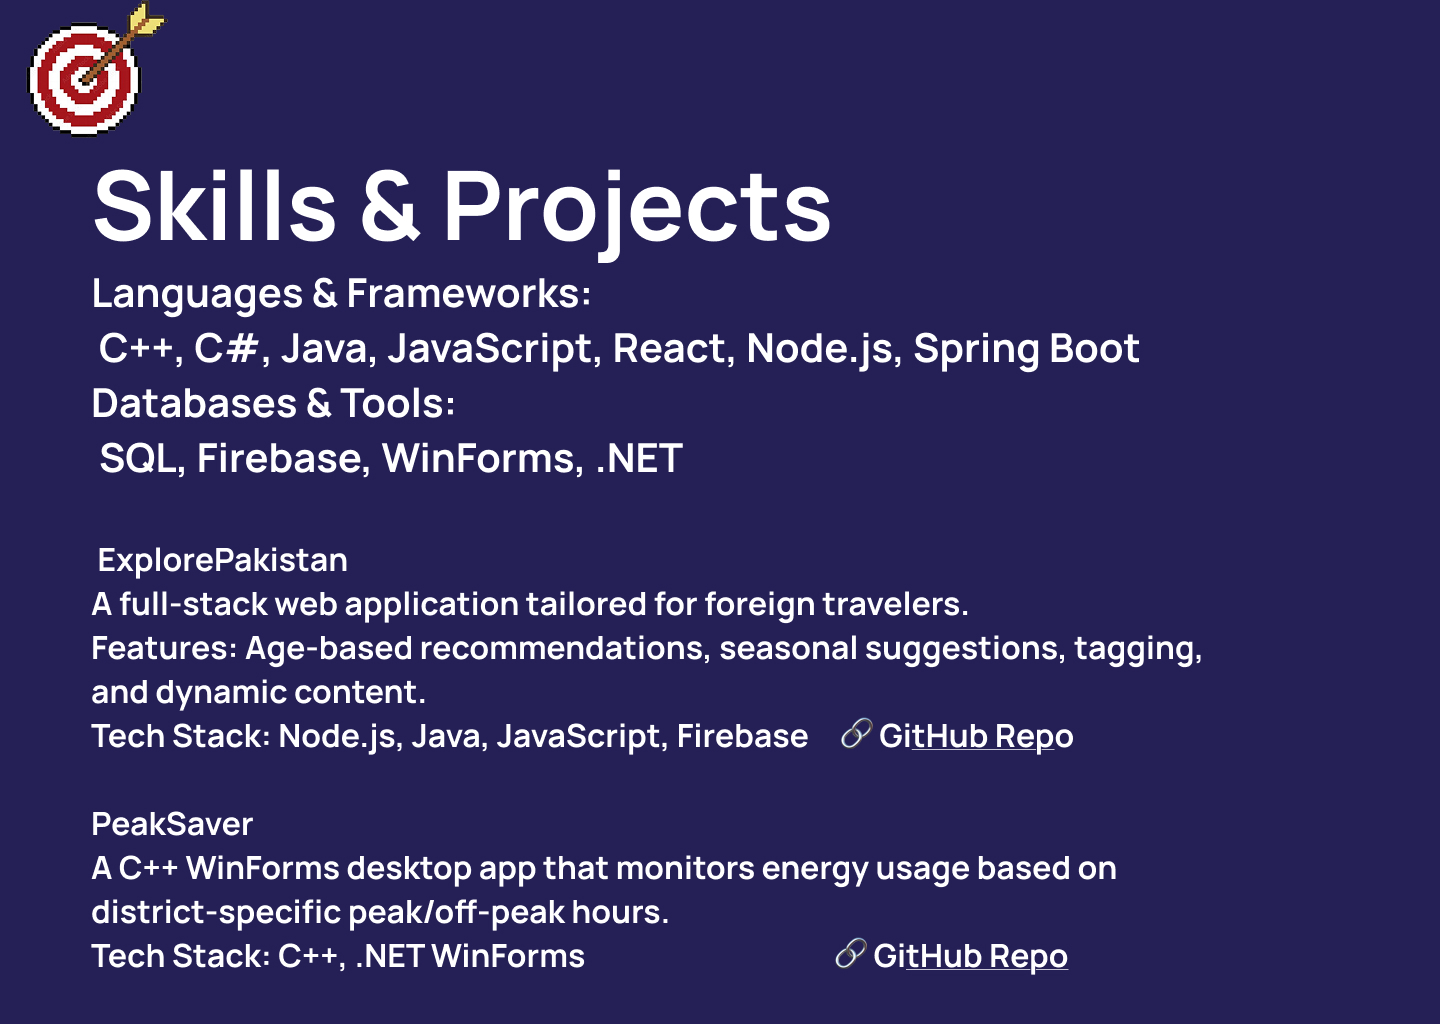 Skills & Projects
Languages & Frameworks:
C++, C#, Java, JavaScript, React, Node.js, Spring Boot
Databases & Tools:
SQL, Firebase, WinForms, .NET
ExplorePakistan
A full-stack web application tailored for foreign travelers.
Features: Age-based recommendations, seasonal suggestions, tagging,
and dynamic content.
Tech Stack: Node.js, Java, JavaScript, Firebase 🔗 GitHub Repo
PeakSaver
A C++ WinForms desktop app that monitors energy usage based on
district-specific peak/off-peak hours.
Tech Stack: C++, .NET WinForms 🔗 GitHub Repo